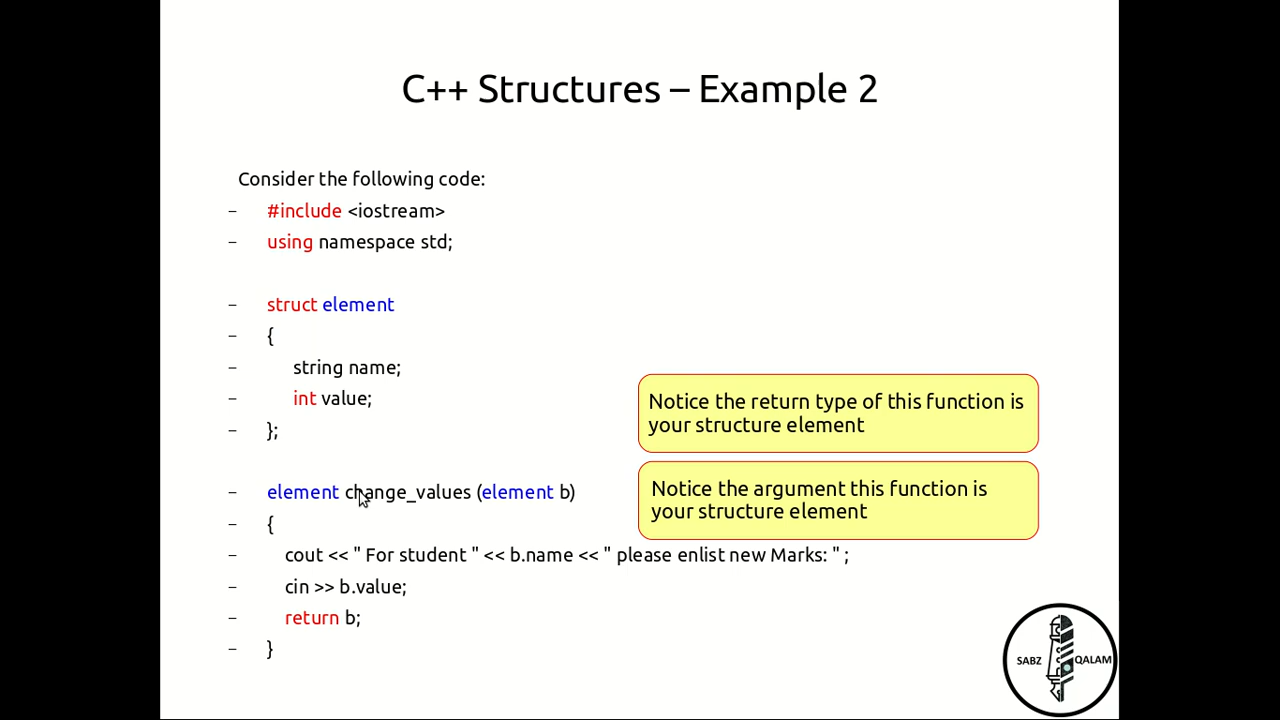 C++ Structures – Example 2
Consider the following code:
– #include <iostream>
– using namespace std;
– struct element
– {
– string name;
– int value;
– };
Notice the return type of this function is
your structure element
– element change_values (element b)
Notice the argument this function is
your structure element
– {
– cout << " For student " << b.name << " please enlist new Marks: " ;
– cin >> b.value;
– return b;
– }
SABZ QALAM